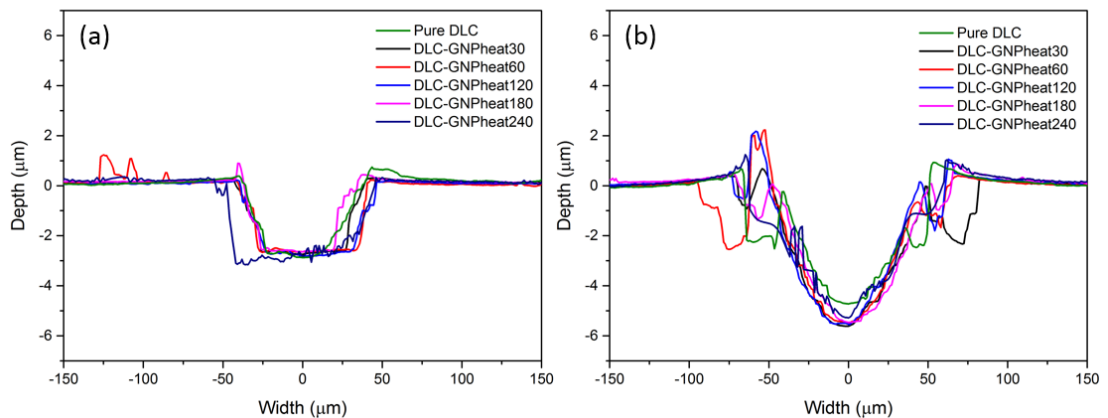 (a)
Pure DLC
DLC-GNPheat30
DLC-GNPheat60
DLC-GNPheat120
DLC-GNPheat180
DLC-GNPheat240
6
4
2
0
-2
-4
-6
Depth (μm)
-150 -100 -50 0 50 100 150
Width (μm)
(b)
Pure DLC
DLC-GNPheat30
DLC-GNPheat60
DLC-GNPheat120
DLC-GNPheat180
DLC-GNPheat240
6
4
2
0
-2
-4
-6
Depth (μm)
-150 -100 -50 0 50 100 150
Width (μm)